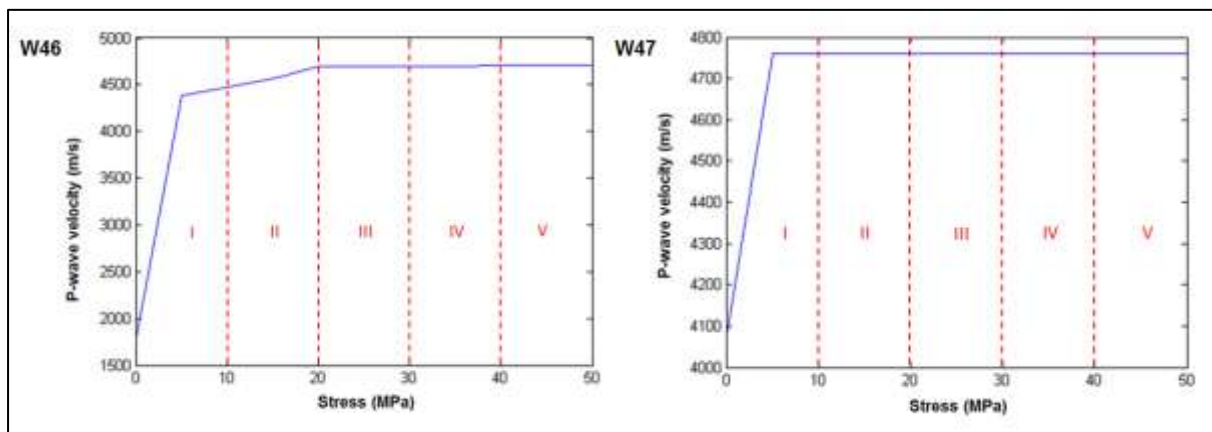 W46
P-wave velocity (m/s)
5000
4500
4000
3500
3000
2500
2000
1500
I
II
III
IV
V
0
10
20
30
40
50
Stress (MPa)
W47
P-wave velocity (m/s)
4800
4700
4600
4500
4400
4300
4200
4100
4000
I
II
III
IV
V
0
10
20
30
40
50
Stress (MPa)